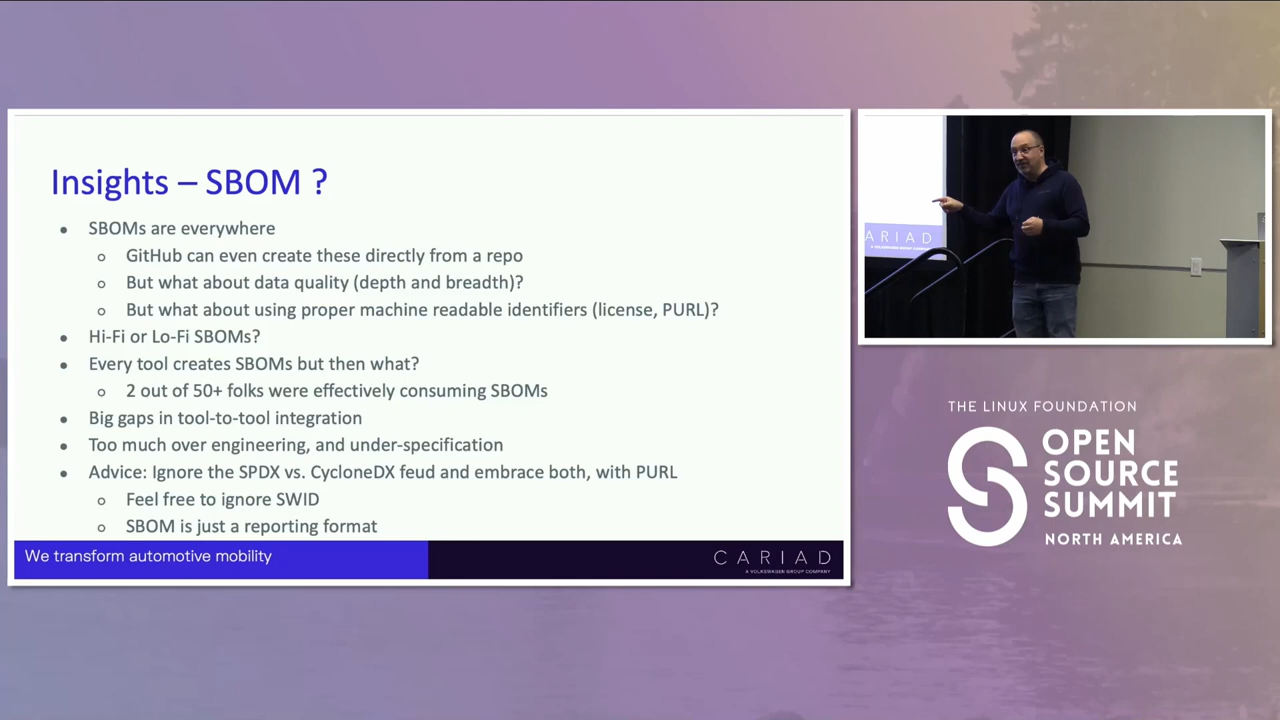 Insights – SBOM ?
● SBOMs are everywhere
○ GitHub can even create these directly from a repo
○ But what about data quality (depth and breadth)?
○ But what about using proper machine readable identifiers (license, PURL)?
● Hi-Fi or Lo-Fi SBOMs?
● Every tool creates SBOMs but then what?
○ 2 out of 50+ folks were effectively consuming SBOMs
● Big gaps in tool-to-tool integration
● Too much over engineering, and under-specification
● Advice: Ignore the SPDX vs. CycloneDX feud and embrace both, with PURL
○ Feel free to ignore SWID
○ SBOM is just a reporting format
We transform automotive mobility
CARIAD
A VOLKSWAGEN GROUP COMPANY
ARIAD
THE LINUX FOUNDATION
OPEN
SOURCE
SUMMIT
NORTH AMERICA